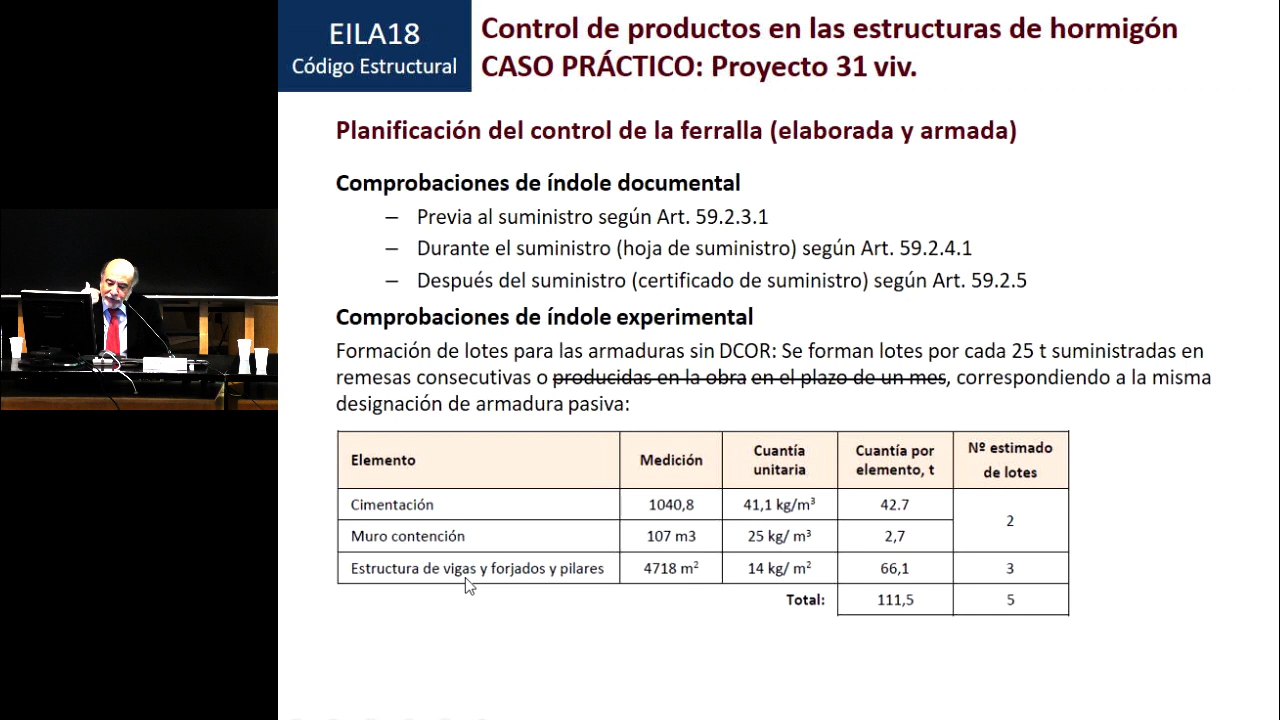 EILA18
Código Estructural
Control de productos en las estructuras de hormigón
CASO PRÁCTICO: Proyecto 31 viv.
Planificación del control de la ferralla (elaborada y armada)
Comprobaciones de índole documental
– Previa al suministro según Art. 59.2.3.1
– Durante el suministro (hoja de suministro) según Art. 59.2.4.1
– Después del suministro (certificado de suministro) según Art. 59.2.5
Comprobaciones de índole experimental
Formación de lotes para las armaduras sin DCOR: Se forman lotes por cada 25 t suministradas en
remesas consecutivas o producidas en la obra en el plazo de un mes, correspondiendo a la misma
designación de armadura pasiva:
Elemento Medición Cuantía unitaria Cuantía por elemento, t Nº estimado de lotes
Cimentación 1040,8 41,1 kg/m³ 42.7 2
Muro contención 107 m3 25 kg/ m³ 2,7
Estructura de vigas y forjados y pilares 4718 m² 14 kg/ m² 66,1 3
Total: 111,5 5